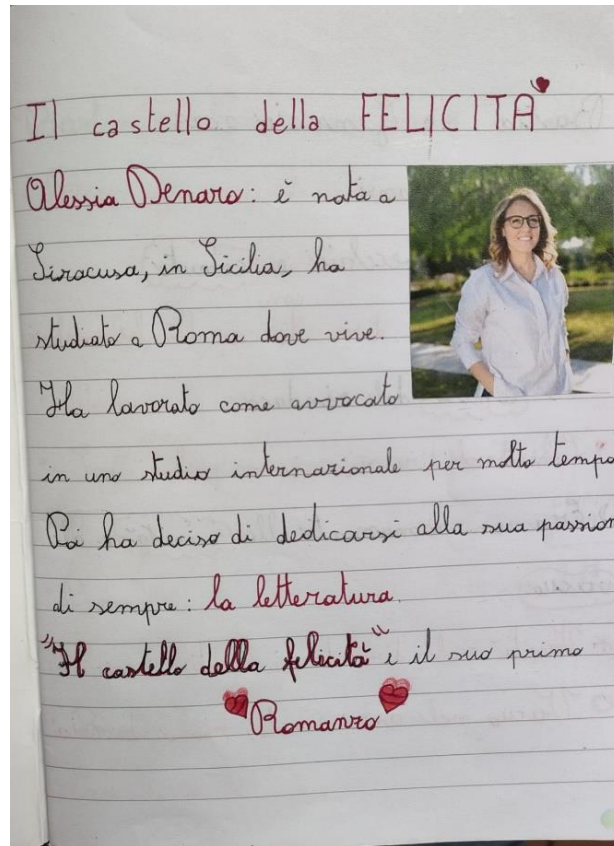 Il castello della FELICITÀ
Alessia Denaro: è nata a
Siracusa, in Sicilia, ha
studiato a Roma dove vive.
Ha lavorato come avvocato
in uno studio internazionale per molto tempo
Poi ha deciso di dedicarsi alla sua passion
di sempre: la letteratura.
"Il castello della felicità" è il suo primo
Romanzo